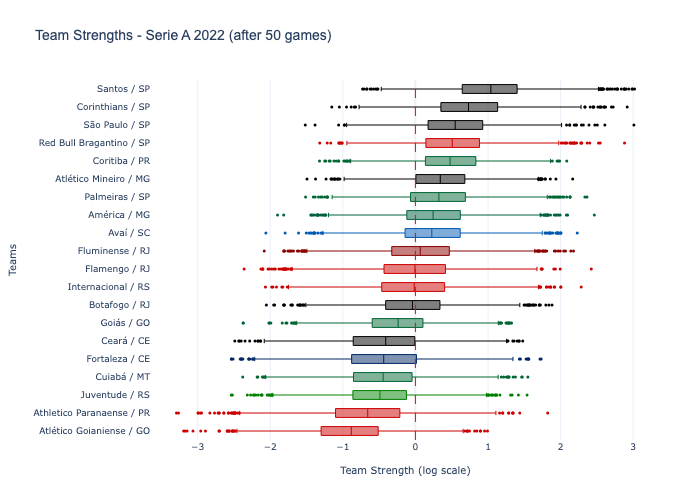 Team Strengths - Serie A 2022 (after 50 games)
Santos / SP
Corinthians / SP
São Paulo / SP
Red Bull Bragantino / SP
Coritiba / PR
Atlético Mineiro / MG
Palmeiras / SP
América / MG
Avaí / SC
Fluminense / RJ
Flamengo / RJ
Internacional / RS
Botafogo / RJ
Goiás / GO
Ceará / CE
Fortaleza / CE
Cuiabá / MT
Juventude / RS
Athletico Paranaense / PR
Atlético Goianiense / GO
Teams
−3 −2 −1 0 1 2 3
Team Strength (log scale)